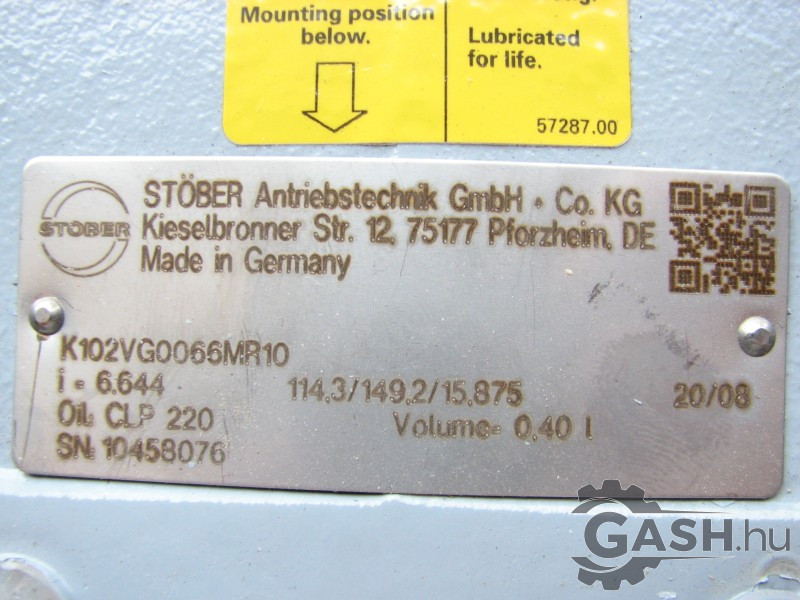 Mounting position
below.
Lubricated
for life.
57287.00
STÖBER
STÖBER Antriebstechnik GmbH + Co. KG
Kieselbronner Str. 12, 75177 Pforzheim, DE
Made in Germany
K102VG0066MR10
i = 6.644 114,3/149,2/15,875 20/08
Oil: CLP 220 Volume= 0,40 l
SN: 10458076
GASH.hu